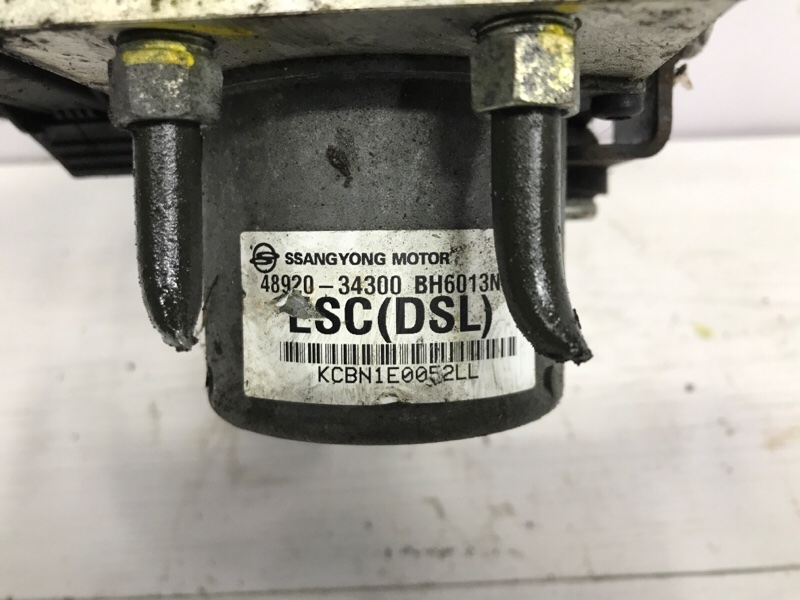 SSANGYONG MOTOR
48920-34300 BH6013N
ESC(DSL)
KCBN1E0052LL